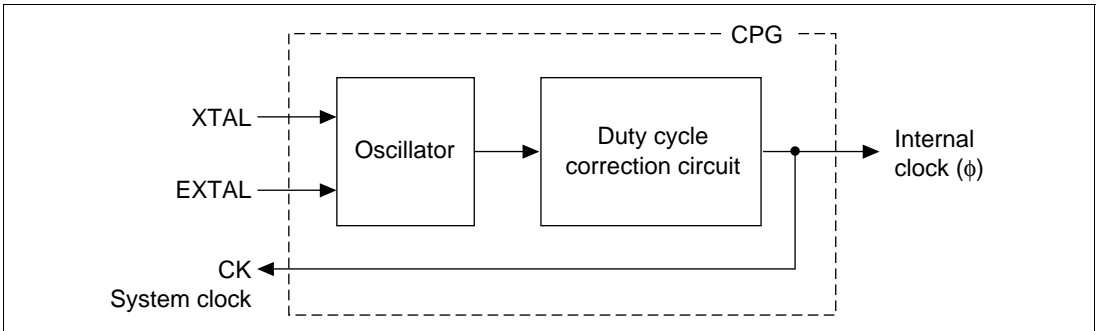 CPG
XTAL
EXTAL
Oscillator
Duty cycle
correction circuit
Internal
clock (ϕ)
CK
System clock